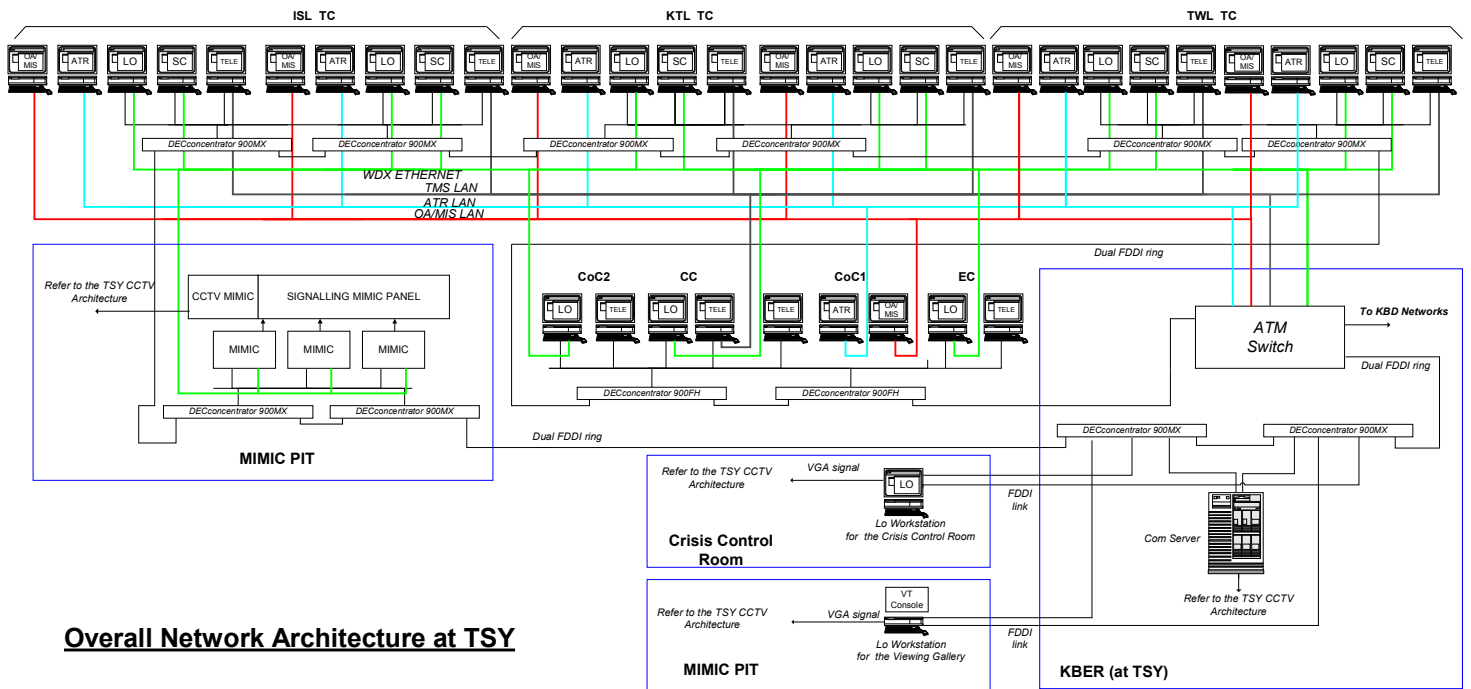 ISL TC
KTL TC
TWL TC
OA/
MIS
ATR
LO
SC
TELE
OA/
MIS
ATR
LO
SC
TELE
OA/
MIS
ATR
LO
SC
TELE
OA/
MIS
ATR
LO
SC
TELE
OA/
MIS
ATR
LO
SC
TELE
OA/
MIS
ATR
LO
SC
TELE
DECconcentrator 900MX
DECconcentrator 900MX
DECconcentrator 900MX
DECconcentrator 900MX
DECconcentrator 900MX
DECconcentrator 900MX
WDX ETHERNET
TMS LAN
ATR LAN
OA/MIS LAN
Dual FDDI ring
Refer to the TSY CCTV
Architecture
CCTV MIMIC
SIGNALLING MIMIC PANEL
MIMIC
MIMIC
MIMIC
DECconcentrator 900MX
DECconcentrator 900MX
MIMIC PIT
CoC2
CC
CoC1
EC
LO
TELE
LO
TELE
TELE
ATR
OA/
MIS
LO
TELE
DECconcentrator 900FH
DECconcentrator 900FH
Dual FDDI ring
ATM
Switch
To KBD Networks
Dual FDDI ring
DECconcentrator 900MX
DECconcentrator 900MX
Com Server
Refer to the TSY CCTV
Architecture
KBER (at TSY)
Refer to the TSY CCTV
Architecture
VGA signal
LO
FDDI
link
Lo Workstation
for the Crisis Control Room
Crisis Control
Room
Refer to the TSY CCTV
Architecture
VGA signal
VT
Console
FDDI
link
Lo Workstation
for the Viewing Gallery
MIMIC PIT
Overall Network Architecture at TSY